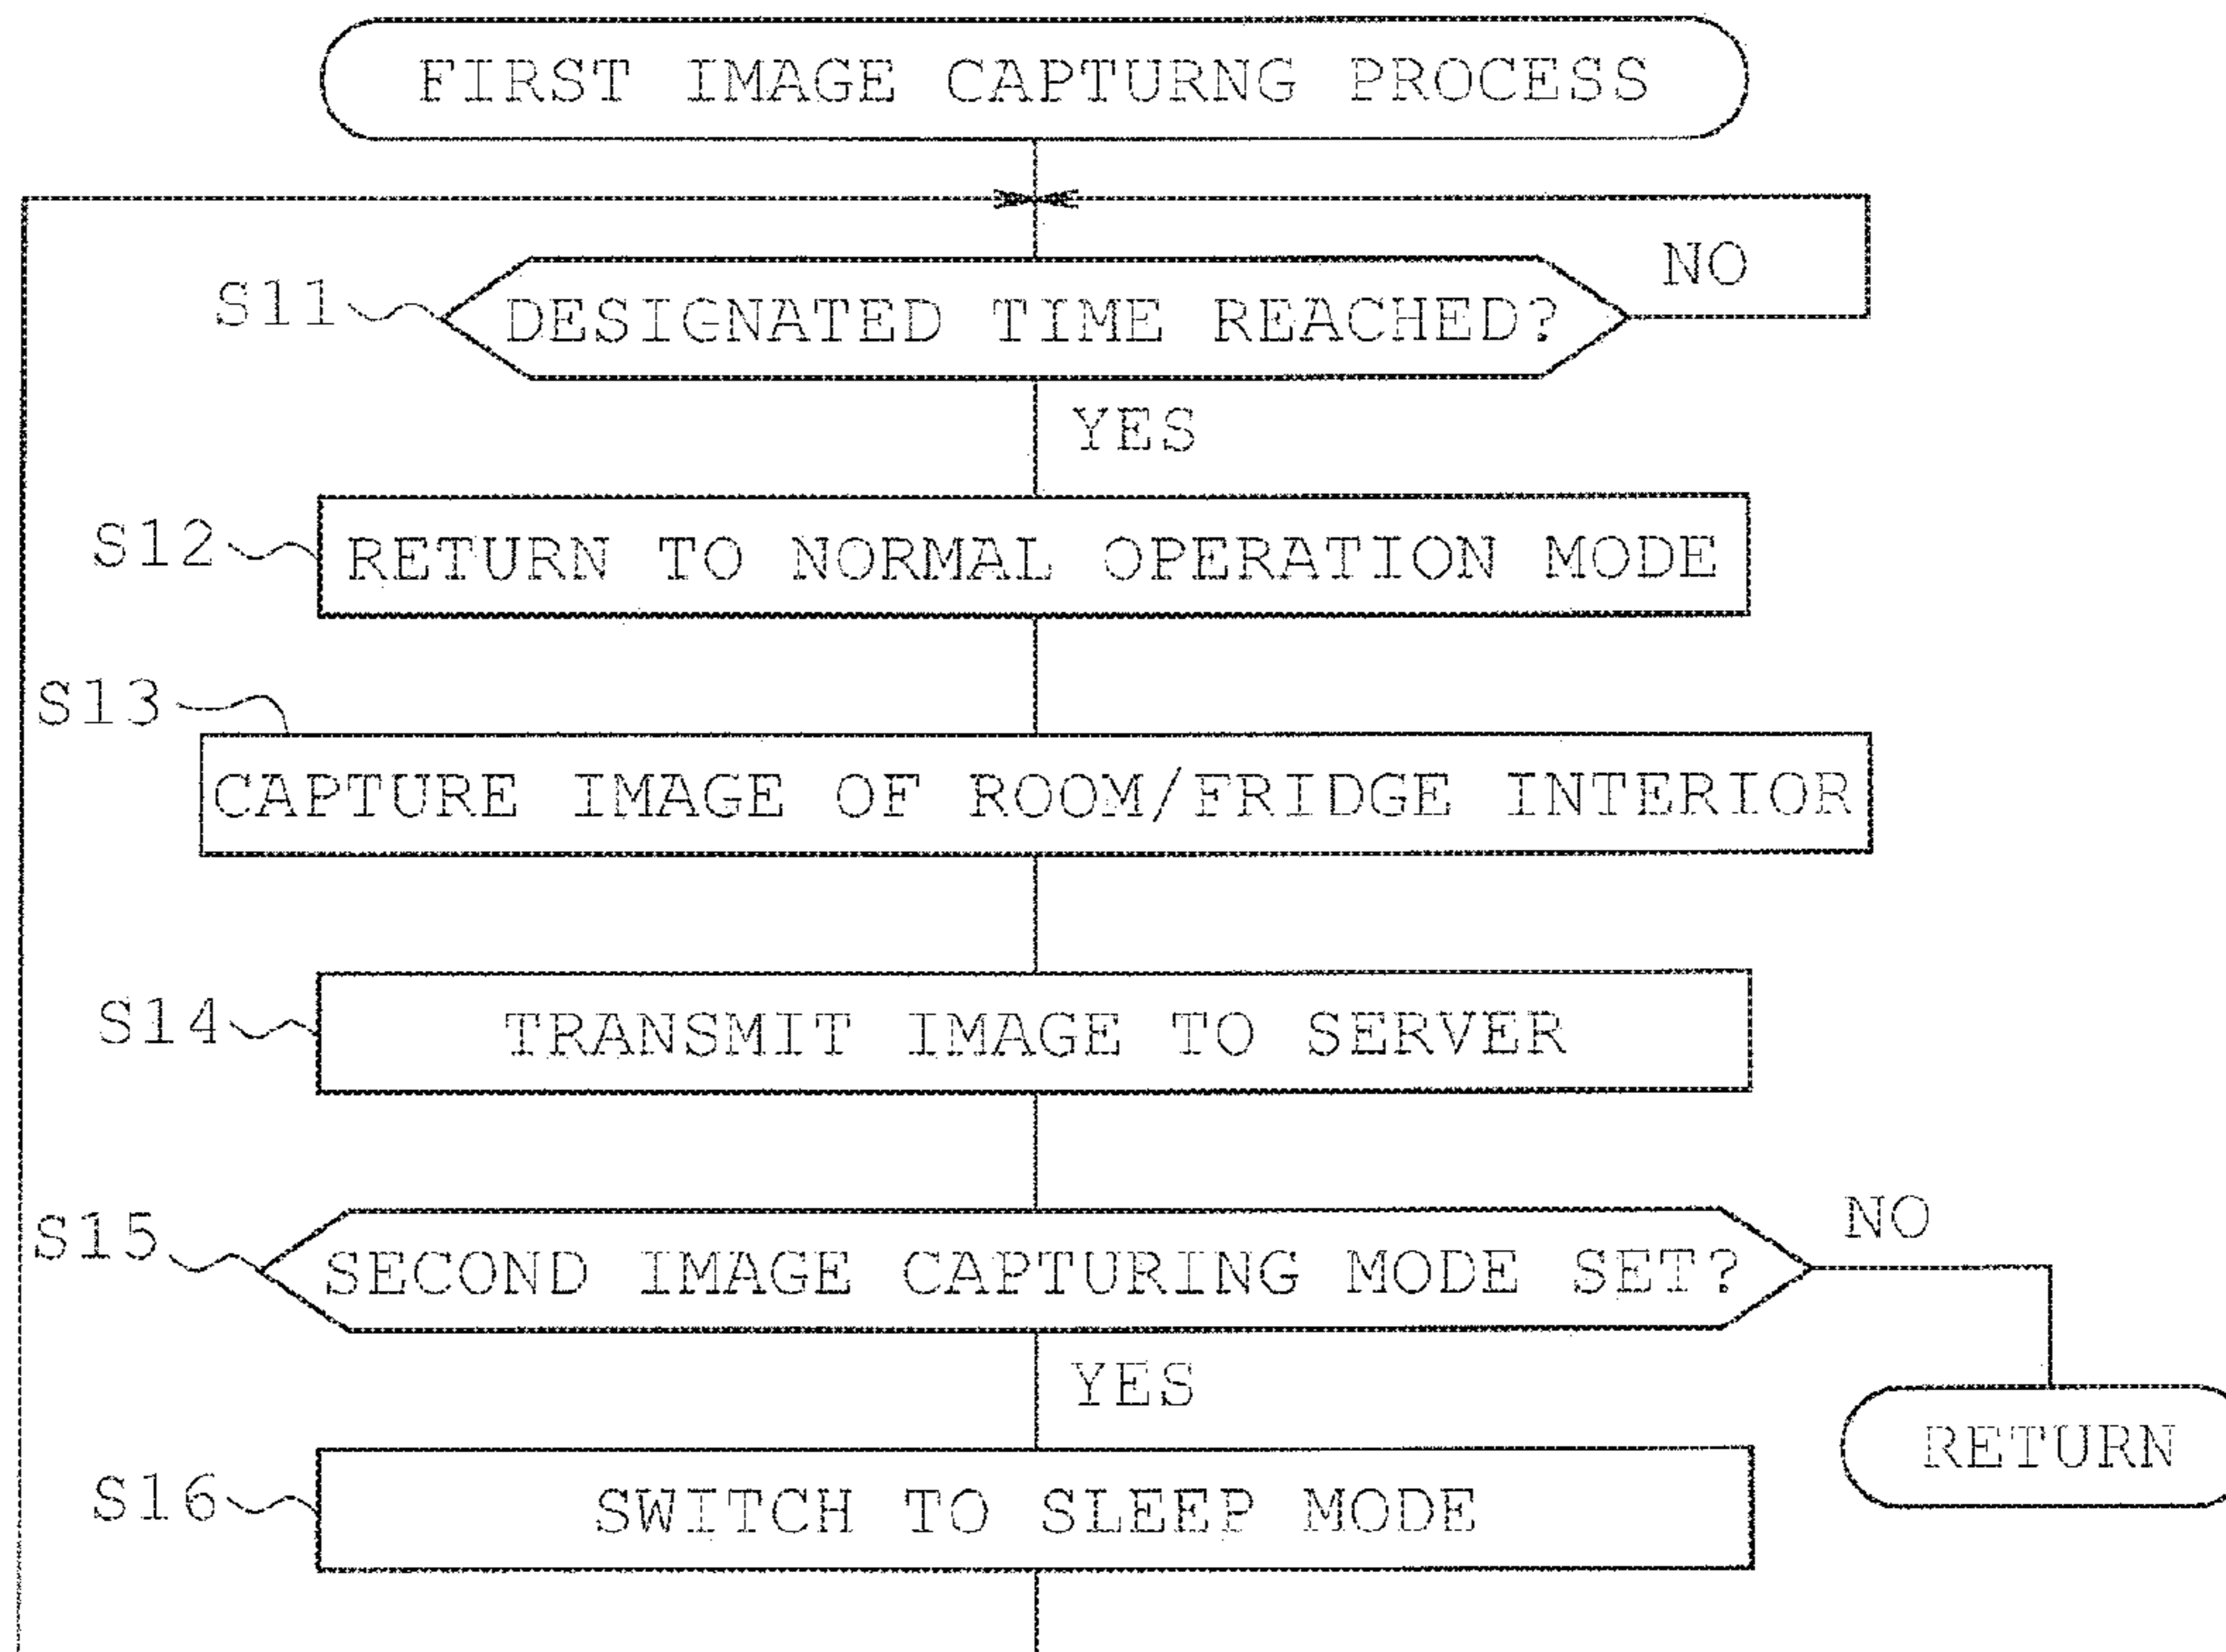 FIRST IMAGE CAPTURNG PROCESS
S11
DESIGNATED TIME REACHED?
NO
YES
S12
RETURN TO NORMAL OPERATION MODE
S13
CAPTURE IMAGE OF ROOM/FRIDGE INTERIOR
S14
TRANSMIT IMAGE TO SERVER
S15
SECOND IMAGE CAPTURING MODE SET?
NO
YES
RETURN
S16
SWITCH TO SLEEP MODE